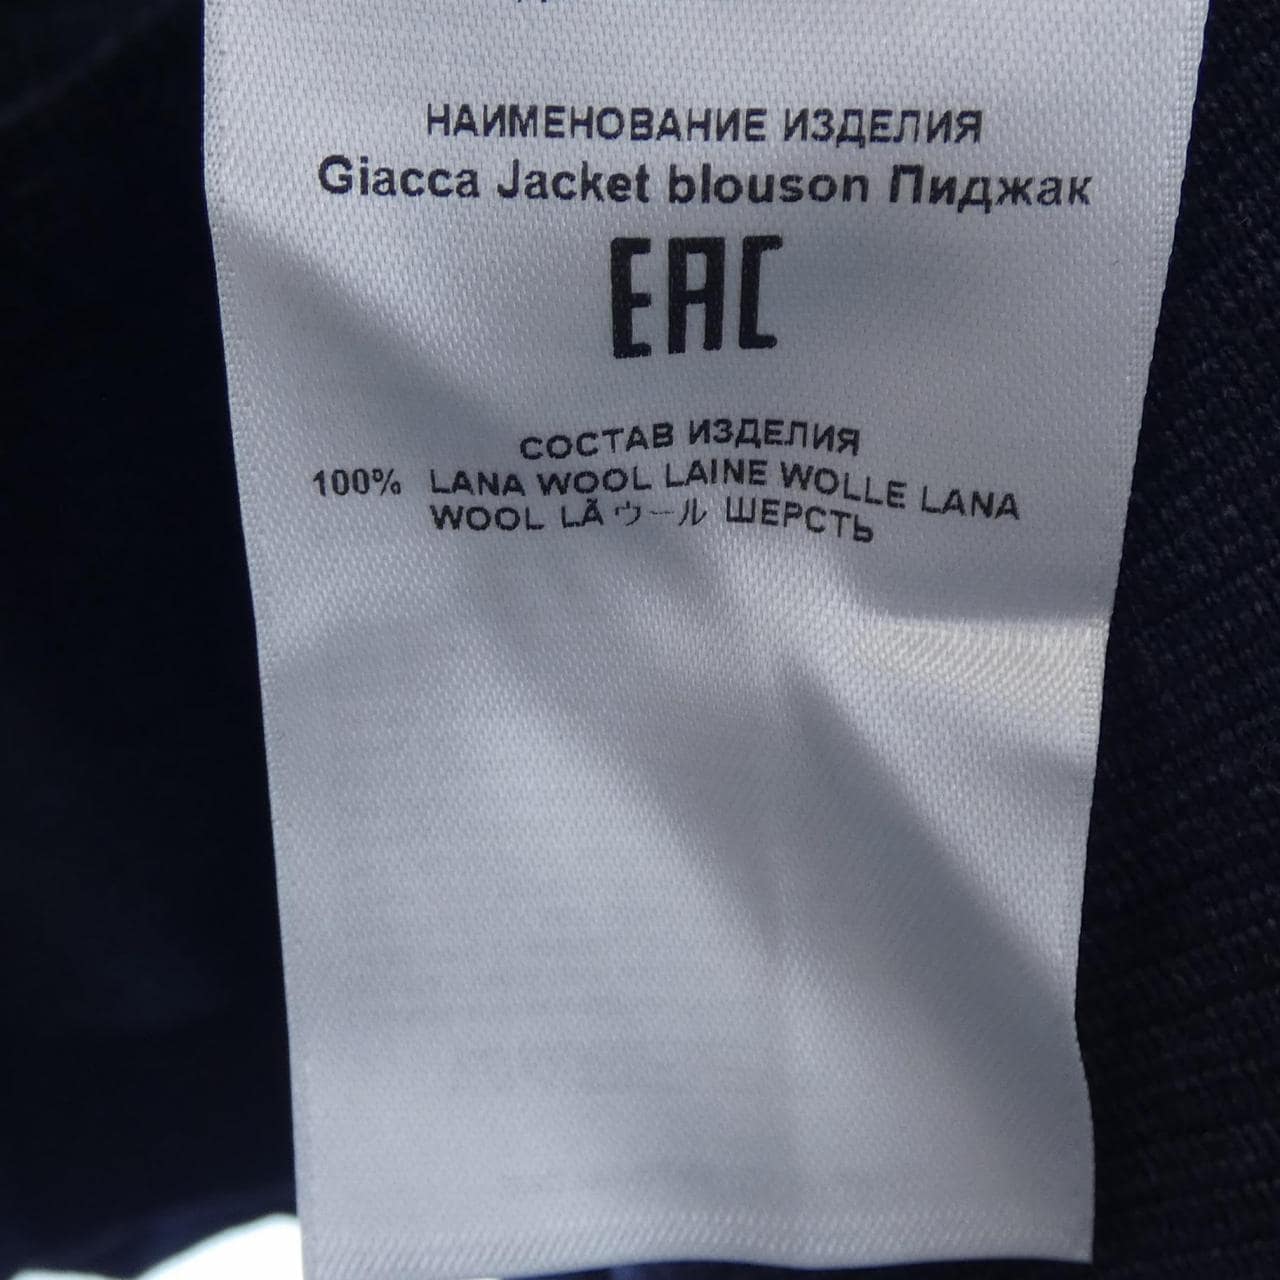 НАИМЕНОВАНИЕ ИЗДЕЛИЯ
Giacca Jacket blouson Пиджак
EAC
СОСТАВ ИЗДЕЛИЯ
100% LANA WOOL LAINE WOLLE LANA
WOOL LÃ ウール ШЕРСТЬ